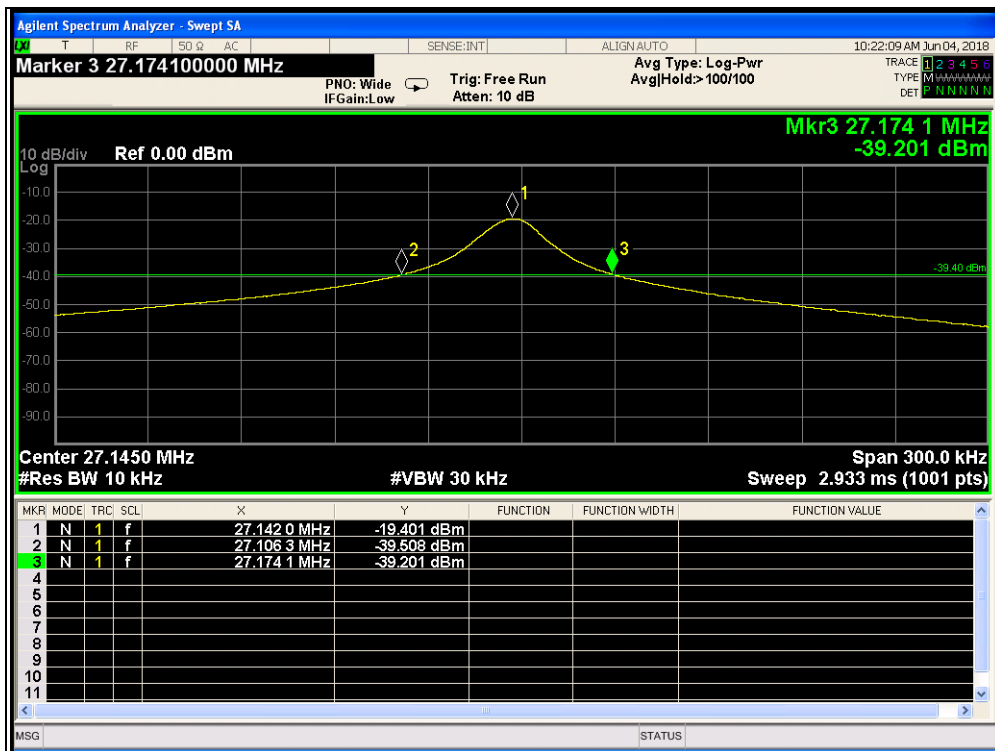 Agilent Spectrum Analyzer - Swept SA
LXI T RF 50 Ω AC SENSE:INT ALIGN AUTO 10:22:09 AM Jun 04, 2018
Marker 3 27.174100000 MHz
PNO: Wide Trig: Free Run Avg Type: Log-Pwr TRACE 1 2 3 4 5 6
IFGain:Low Atten: 10 dB Avg|Hold:>100/100 TYPE M WWWWW
DET P N N N N N
Mkr3 27.174 1 MHz
10 dB/div Ref 0.00 dBm -39.201 dBm
Log
-10.0
1
-20.0
-30.0
2
3
-39.40 dBm
-40.0
-50.0
-60.0
-70.0
-80.0
-90.0
Center 27.1450 MHz Span 300.0 kHz
#Res BW 10 kHz #VBW 30 kHz Sweep 2.933 ms (1001 pts)
MKR MODE TRC SCL X Y FUNCTION FUNCTION WIDTH FUNCTION VALUE
1 N 1 f 27.142 0 MHz -19.401 dBm
2 N 1 f 27.106 3 MHz -39.508 dBm
3 N 1 f 27.174 1 MHz -39.201 dBm
4
5
6
7
8
9
10
11
MSG STATUS